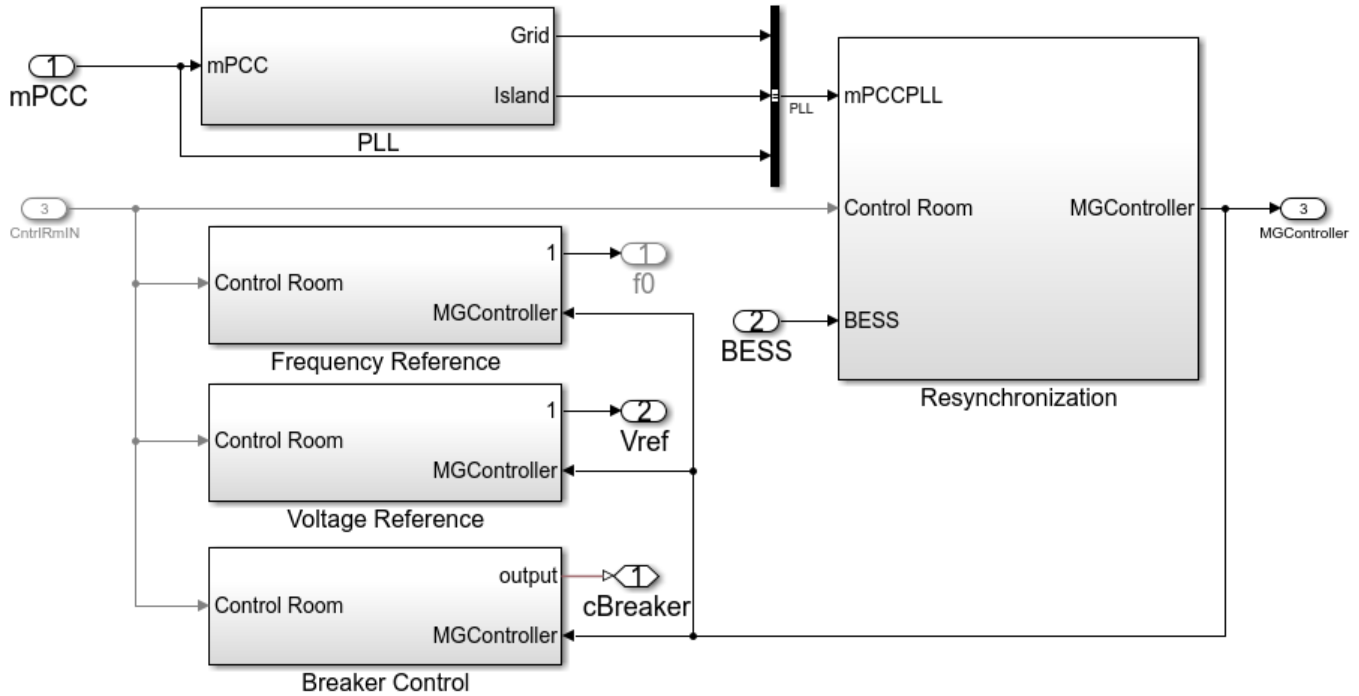 1
mPCC
mPCC
Grid
Island
PLL
PLL
mPCCPLL
Control Room
BESS
MGController
Resynchronization
3
MGController
3
CntrlRmIN
Control Room
1
MGController
Frequency Reference
1
f0
2
BESS
Control Room
1
MGController
Voltage Reference
2
Vref
Control Room
output
MGController
Breaker Control
1
cBreaker